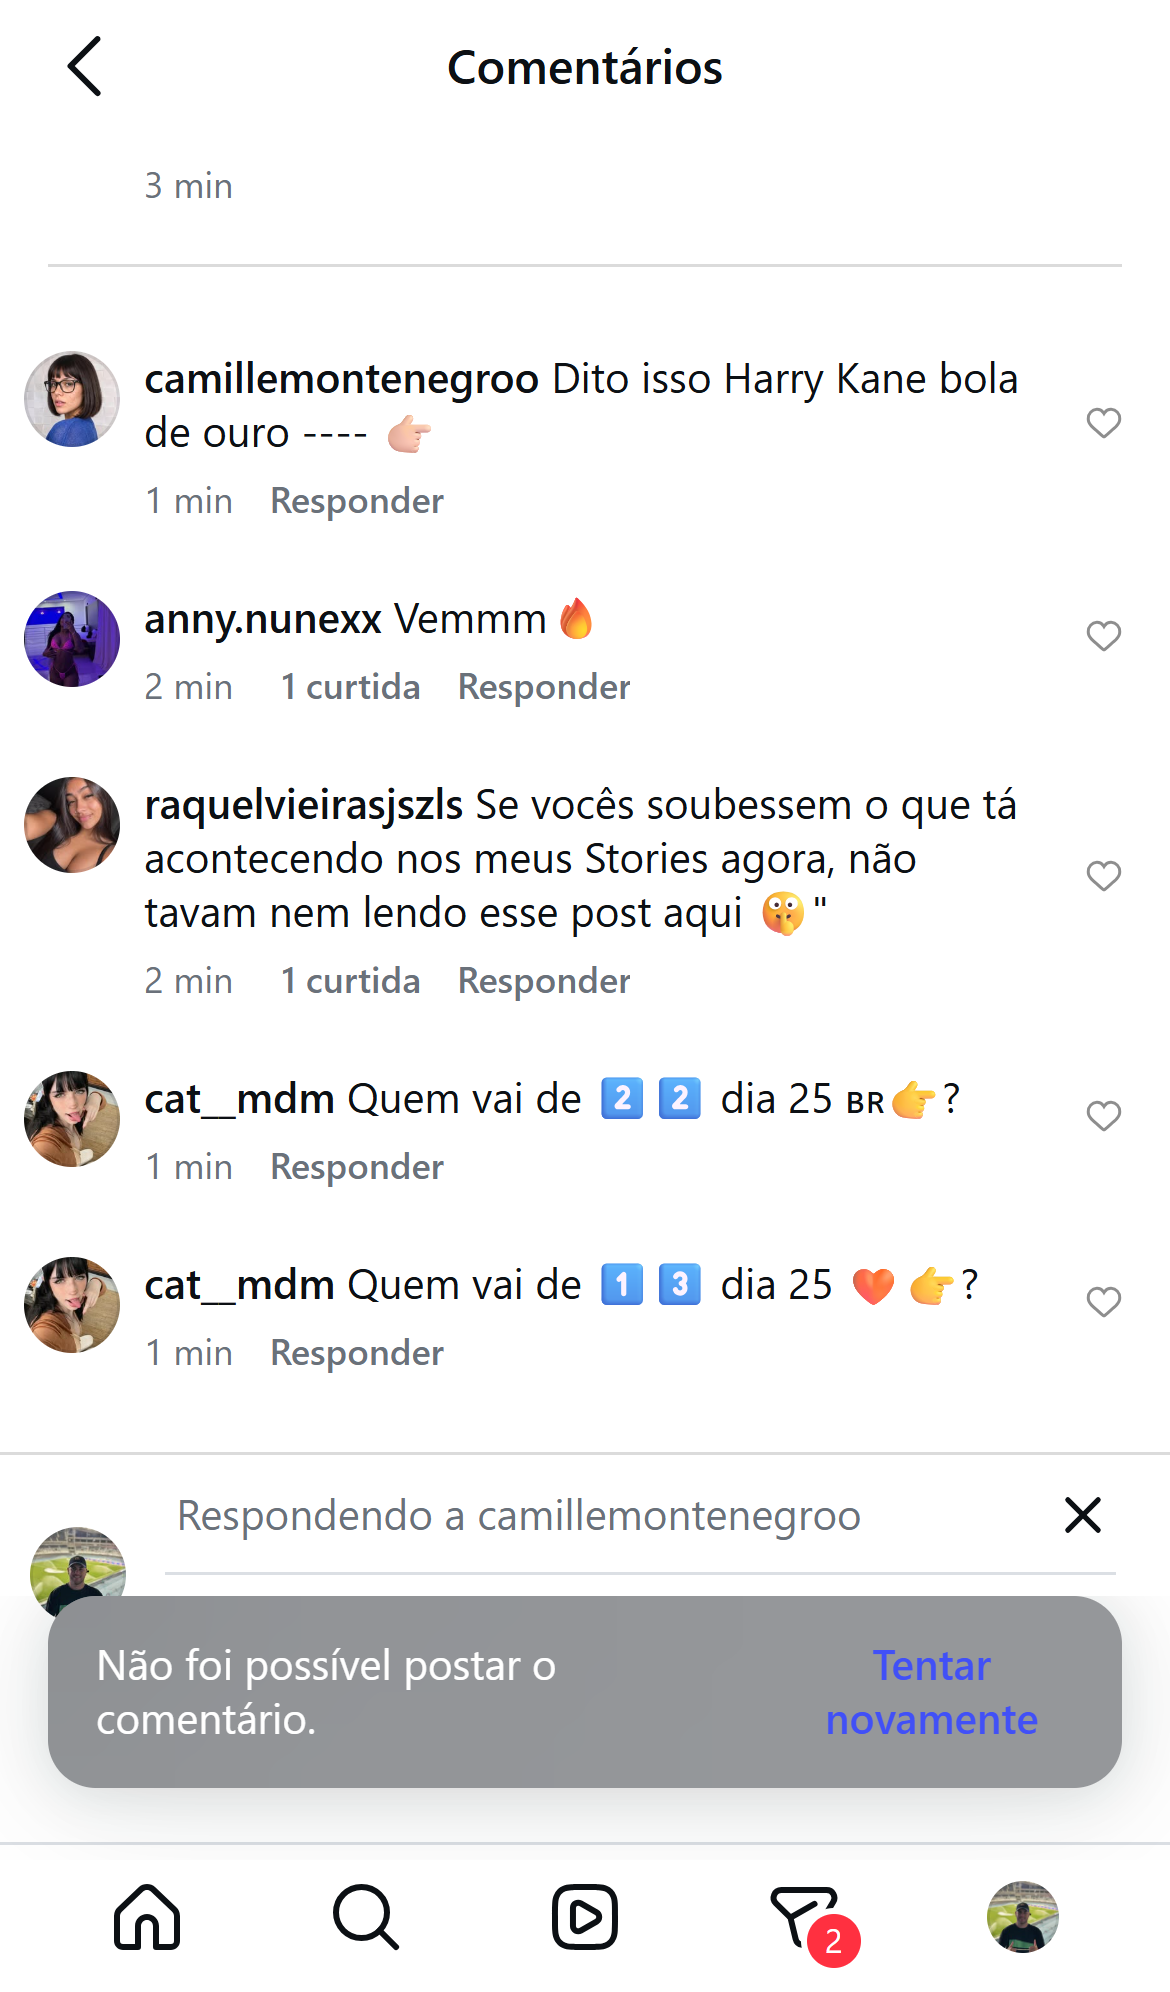 Comentários
3 min
camillemontenegroo Dito isso Harry Kane bola
de ouro ---- 👉🏻
1 min Responder
anny.nunexx Vemmm🔥
2 min 1 curtida Responder
raquelvieirasjszls Se vocês soubessem o que tá
acontecendo nos meus Stories agora, não
tavam nem lendo esse post aqui 🤫"
2 min 1 curtida Responder
cat__mdm Quem vai de 2️⃣ 2️⃣ dia 25 🇧🇷👉?
1 min Responder
cat__mdm Quem vai de 1️⃣ 3️⃣ dia 25 ❤️ 👉?
1 min Responder
Respondendo a camillemontenegroo
Não foi possível postar o
comentário.
Tentar
novamente
2